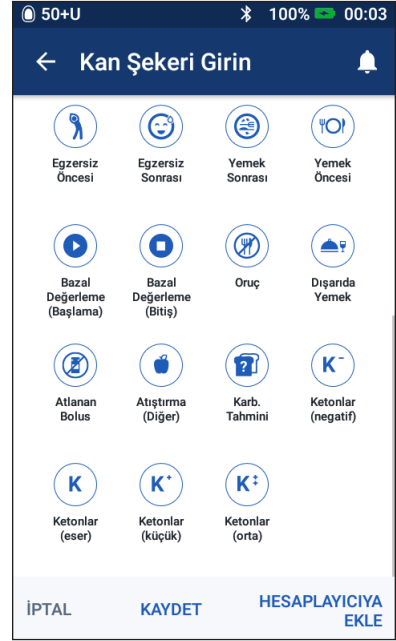 50+U 100% 00:03
Kan Şekeri Girin
Egzersiz Öncesi
Egzersiz Sonrası
Yemek Sonrası
Yemek Öncesi
Bazal Değerleme (Başlama)
Bazal Değerleme (Bitiş)
Oruç
Dışarıda Yemek
Atlanan Bolus
Atıştırma (Diğer)
?
Karb. Tahmini
K-
Ketonlar (negatif)
K
Ketonlar (eser)
K+
Ketonlar (küçük)
K‡
Ketonlar (orta)
İPTAL
KAYDET
HESAPLAYICIYA EKLE